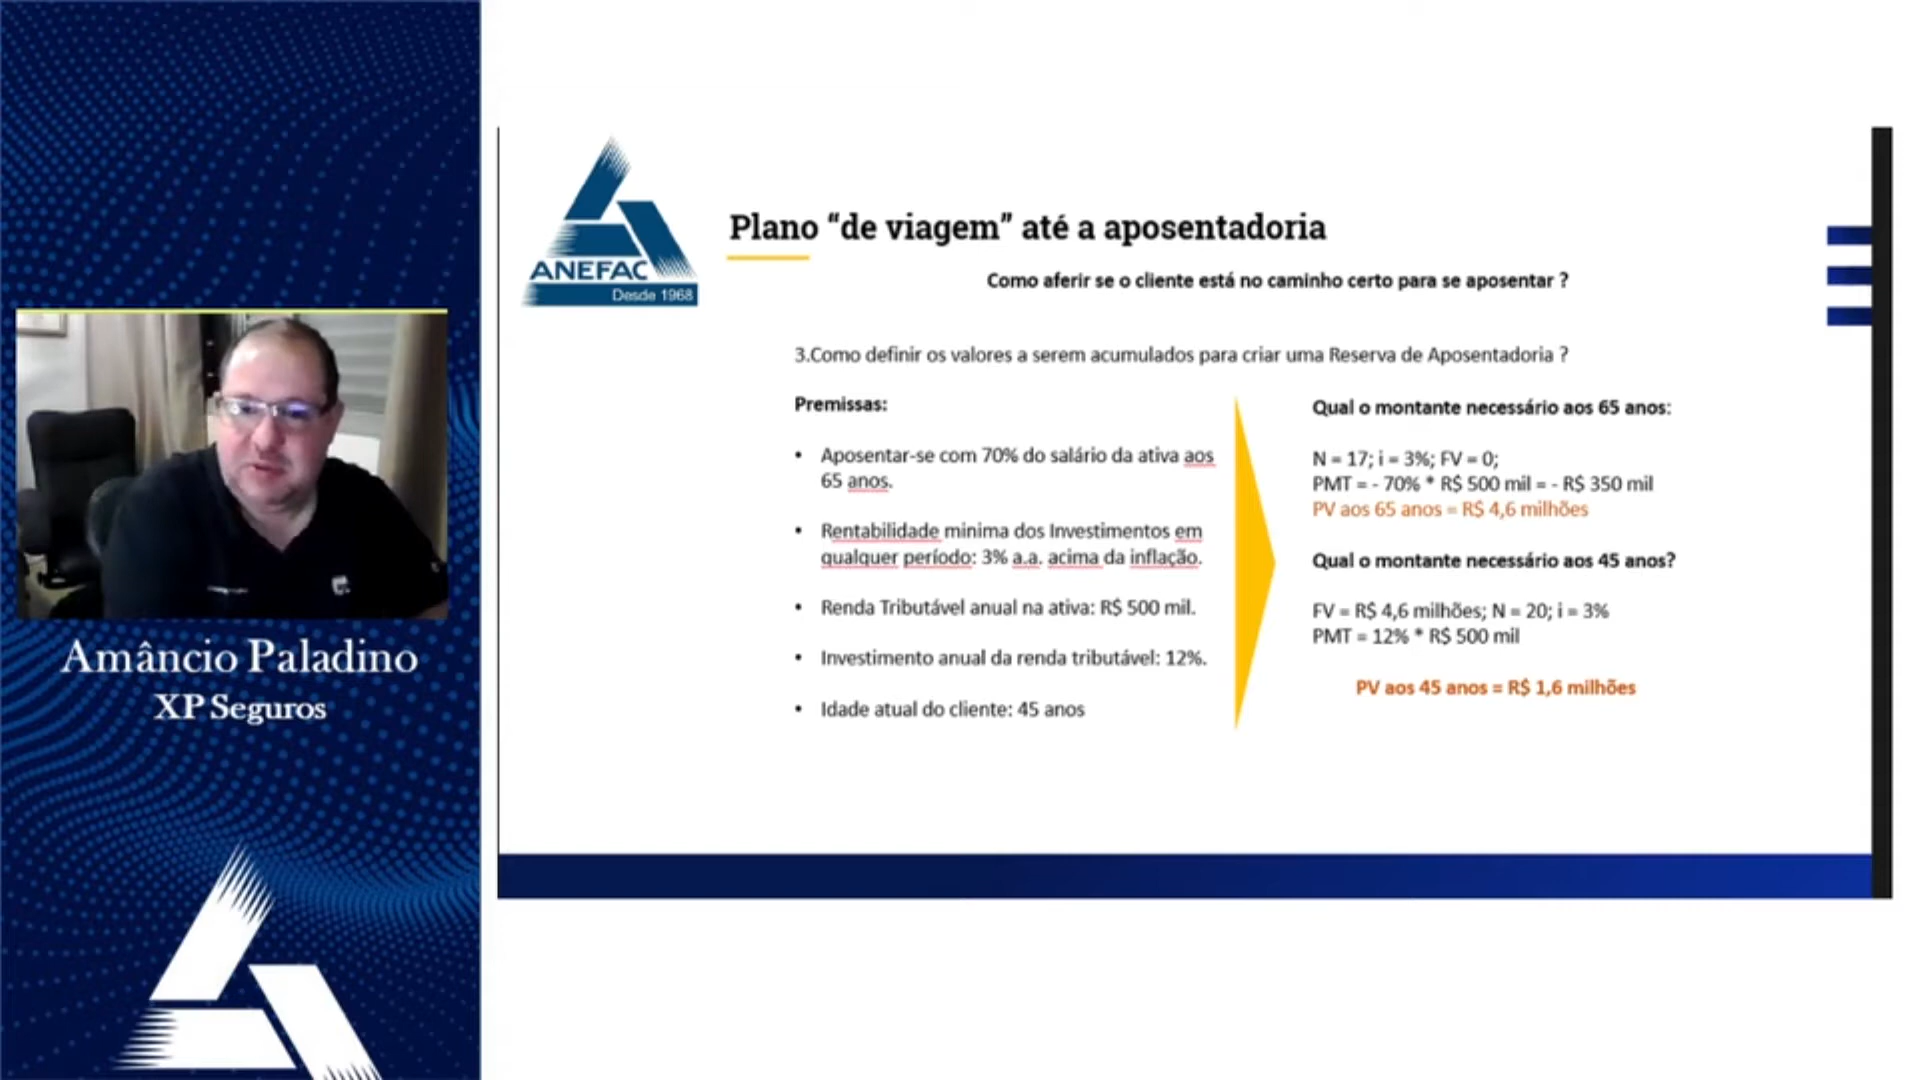 ANEFAC
Desde 1968
Plano “de viagem” até a aposentadoria
Como aferir se o cliente está no caminho certo para se aposentar ?
3.Como definir os valores a serem acumulados para criar uma Reserva de Aposentadoria ?
Premissas:
• Aposentar-se com 70% do salário da ativa aos
65 anos.
• Rentabilidade minima dos Investimentos em
qualquer período: 3% a.a. acima da inflação.
• Renda Tributável anual na ativa: R$ 500 mil.
• Investimento anual da renda tributável: 12%.
• Idade atual do cliente: 45 anos
Qual o montante necessário aos 65 anos:
N = 17; i = 3%; FV = 0;
PMT = - 70% * R$ 500 mil = - R$ 350 mil
PV aos 65 anos = R$ 4,6 milhões
Qual o montante necessário aos 45 anos?
FV = R$ 4,6 milhões; N = 20; i = 3%
PMT = 12% * R$ 500 mil
PV aos 45 anos = R$ 1,6 milhões
Amâncio Paladino
XP Seguros